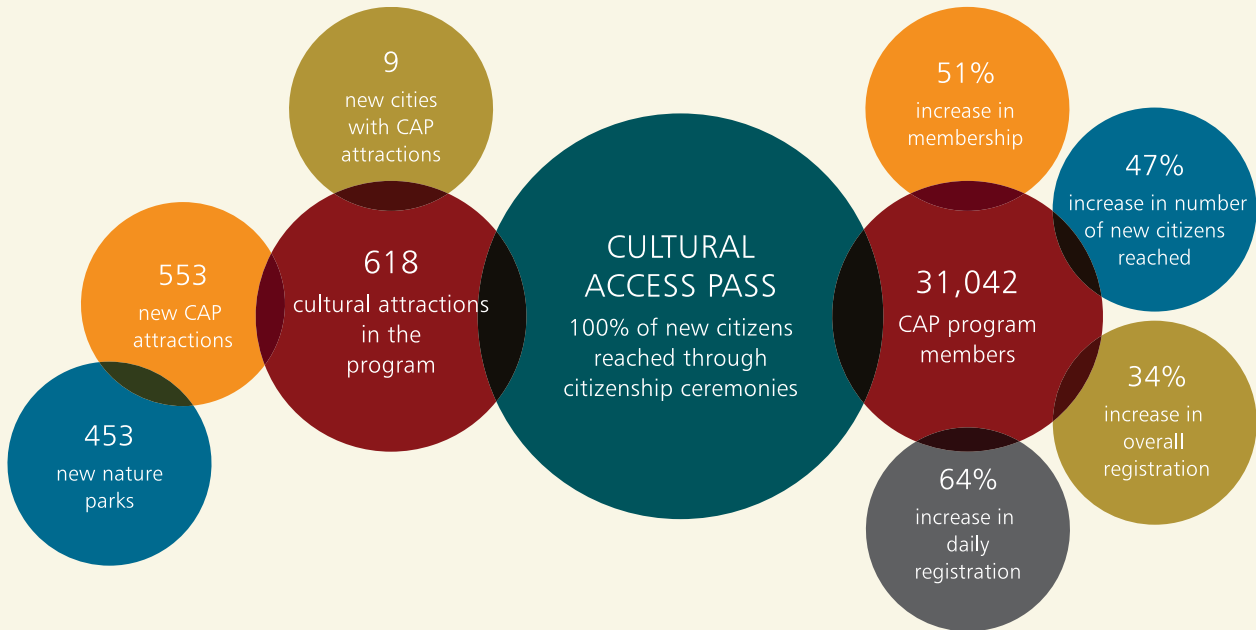 9
new cities
with CAP
attractions
553
new CAP
attractions
453
new nature
parks
618
cultural attractions
in the
program
CULTURAL
ACCESS PASS
100% of new citizens
reached through
citizenship ceremonies
31,042
CAP program
members
51%
increase in
membership
47%
increase in number
of new citizens
reached
34%
increase in
overall
registration
64%
increase in
daily
registration